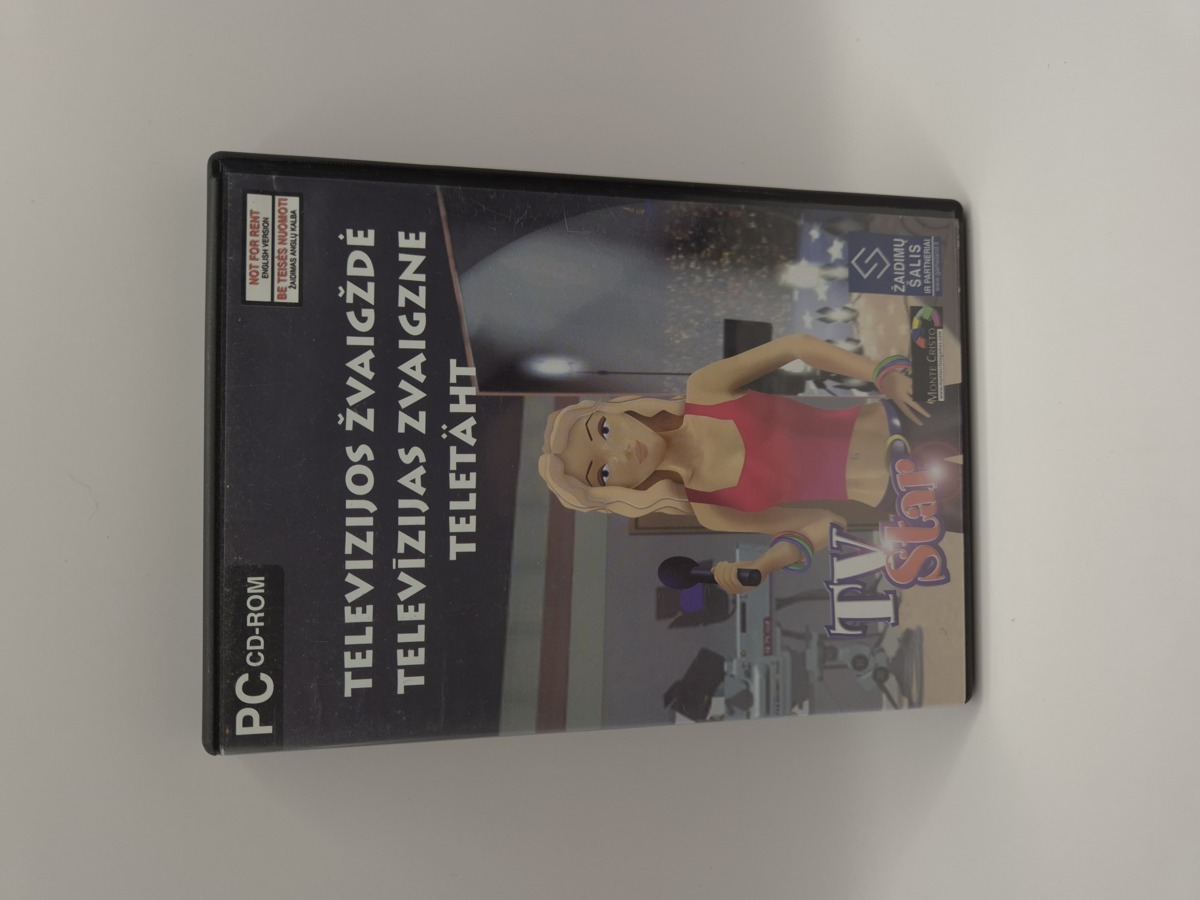 PC CD-ROM
NOT FOR RENT
ENGLISH VERSION
BE TEISĖS NUOMOTI
ŽAIDIMAS ANGLŲ KALBA
TELEVIZIJOS ŽVAIGŽDĖ
TELEVĪZIJAS ZVAIGZNE
TELETÄHT
TV
Star
MONTE CRISTO
ŽAIDIMŲ
ŠALIS
IR PARTNERIAI